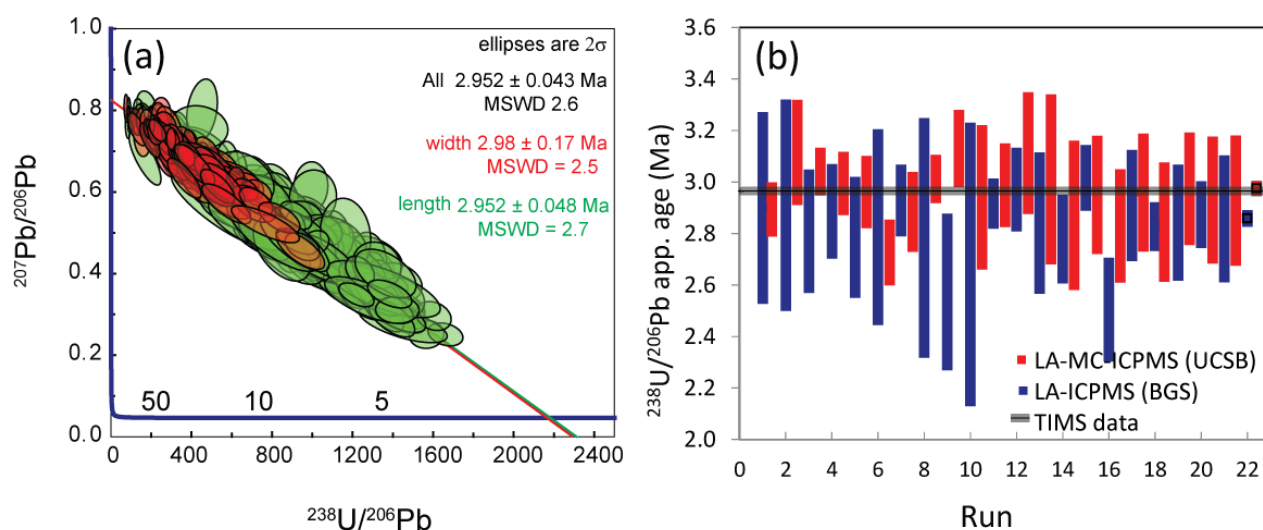 (a)
ellipses are 2σ
All 2.952 ± 0.043 Ma
MSWD 2.6
width 2.98 ± 0.17 Ma
MSWD = 2.5
length 2.952 ± 0.048 Ma
MSWD = 2.7
1.0
0.8
0.6
0.4
0.2
0.0
207Pb/206Pb
50 10 5
0 400 800 1200 1600 2000 2400
238U/206Pb
(b)
3.6
3.4
3.2
3.0
2.8
2.6
2.4
2.2
2.0
238U/206Pb app. age (Ma)
LA-MC-ICPMS (UCSB)
LA-ICPMS (BGS)
TIMS data
0 2 4 6 8 10 12 14 16 18 20 22
Run